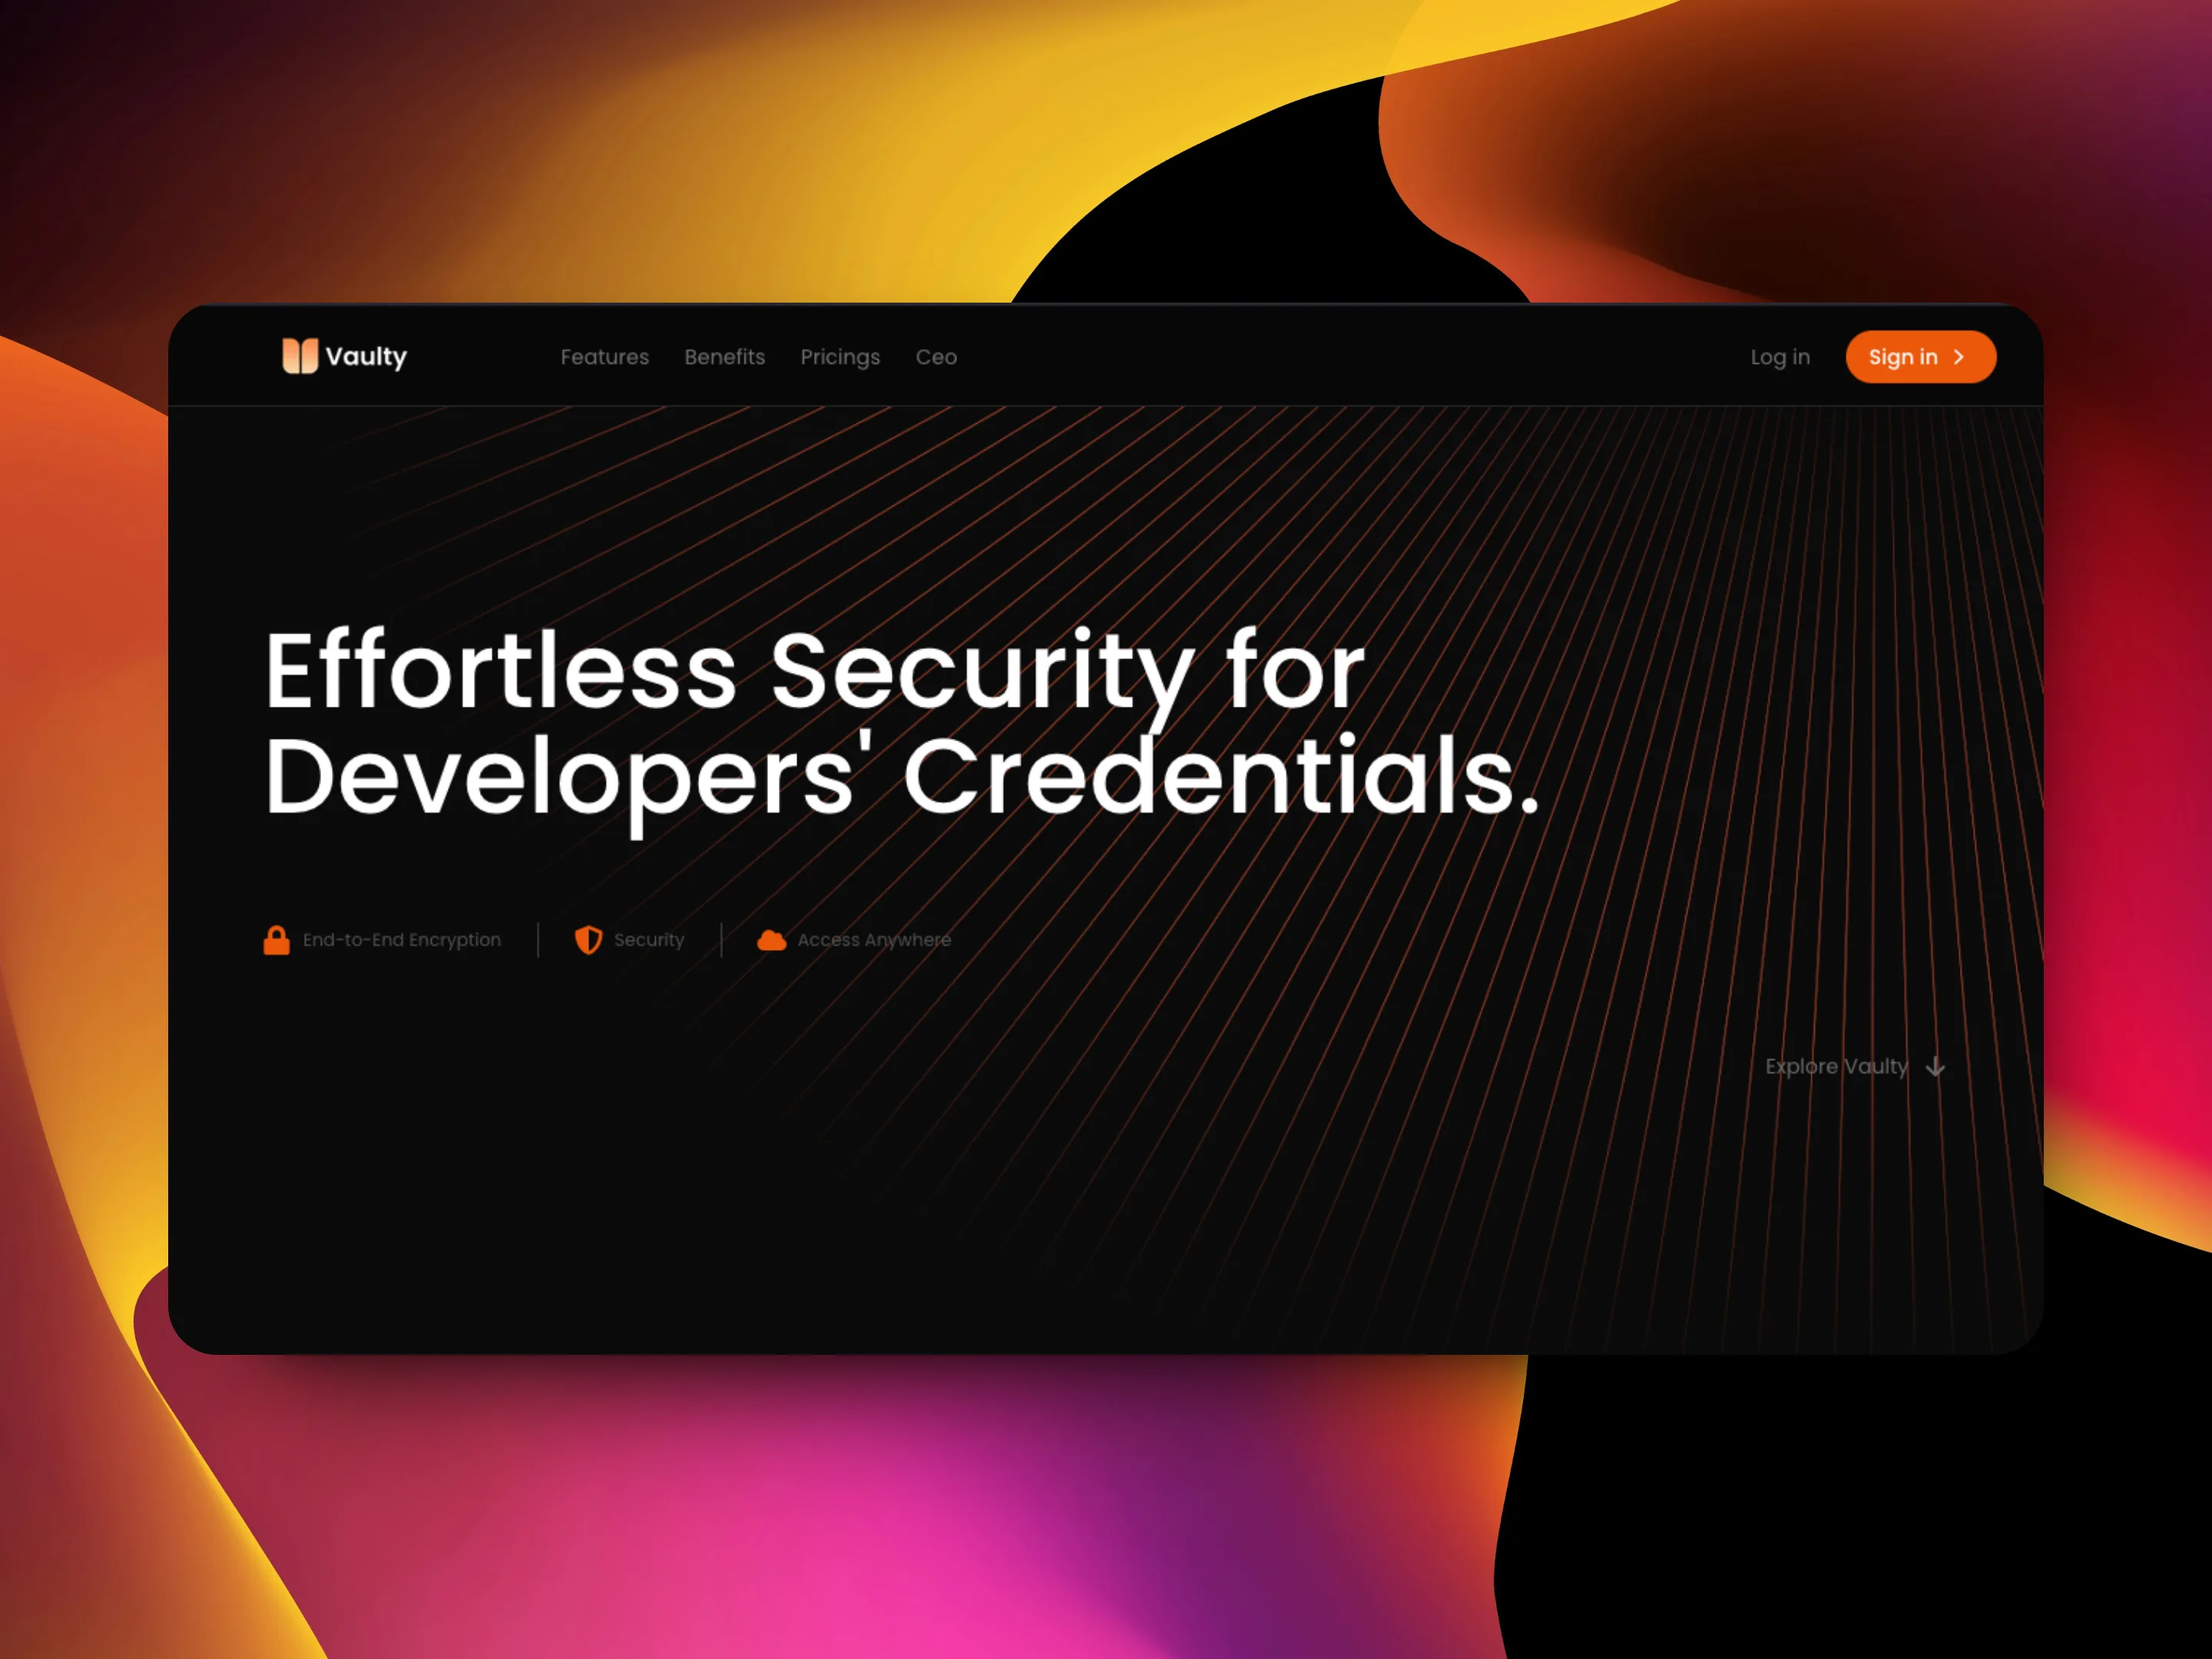 Vaulty
Features Benefits Pricings Ceo
Log in Sign in
Effortless Security for
Developers' Credentials.
End-to-End Encryption Security Access Anywhere
Explore Vaulty